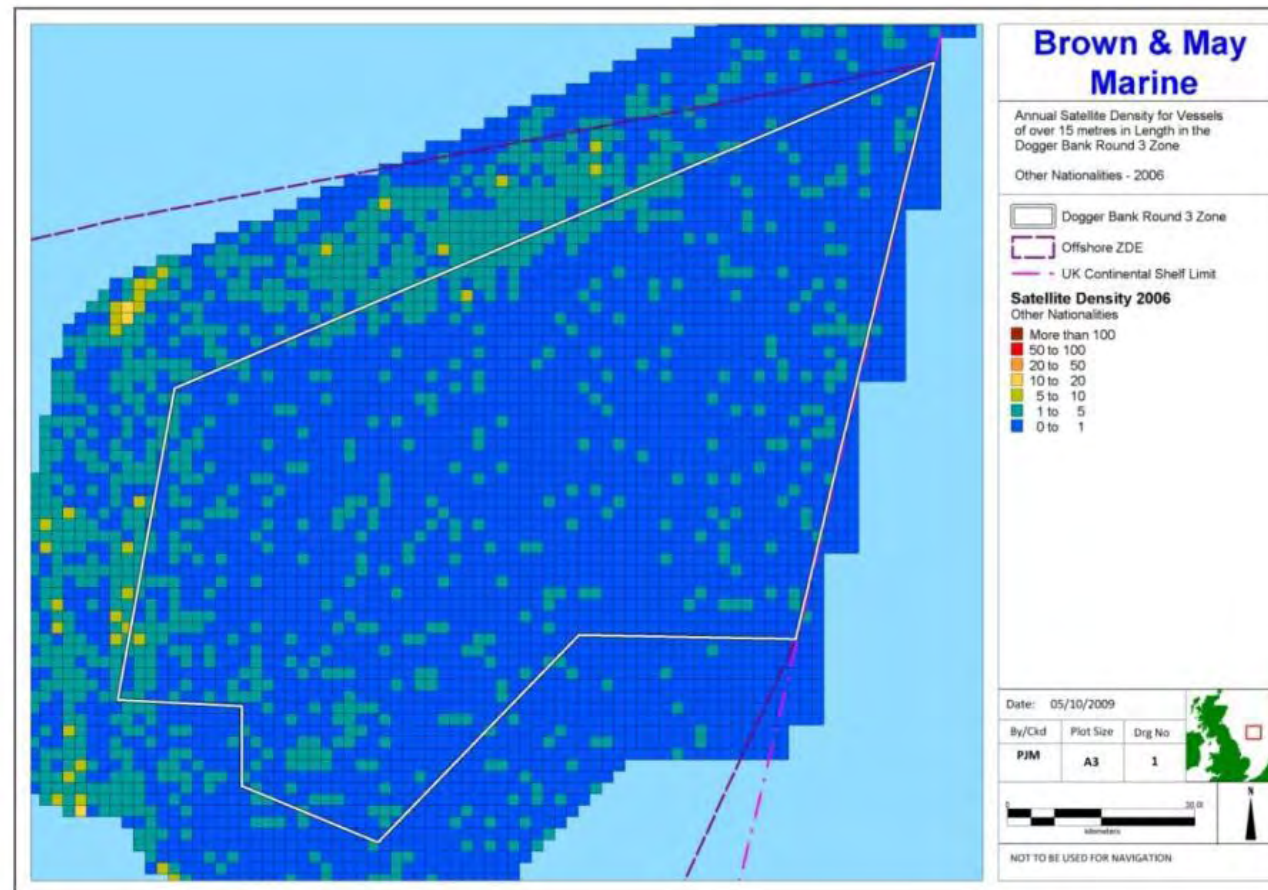 Brown & May
Marine
Annual Satellite Density for Vessels
of over 15 metres in Length in the
Dogger Bank Round 3 Zone
Other Nationalities - 2006
Dogger Bank Round 3 Zone
Offshore ZDE
UK Continental Shelf Limit
Satellite Density 2006
Other Nationalities
More than 100
50 to 100
20 to 50
10 to 20
5 to 10
1 to 5
0 to 1
Date: 05/10/2009
By/Ckd Plot Size Drg No
PJM A3 1
0
kilometers
N
NOT TO BE USED FOR NAVIGATION